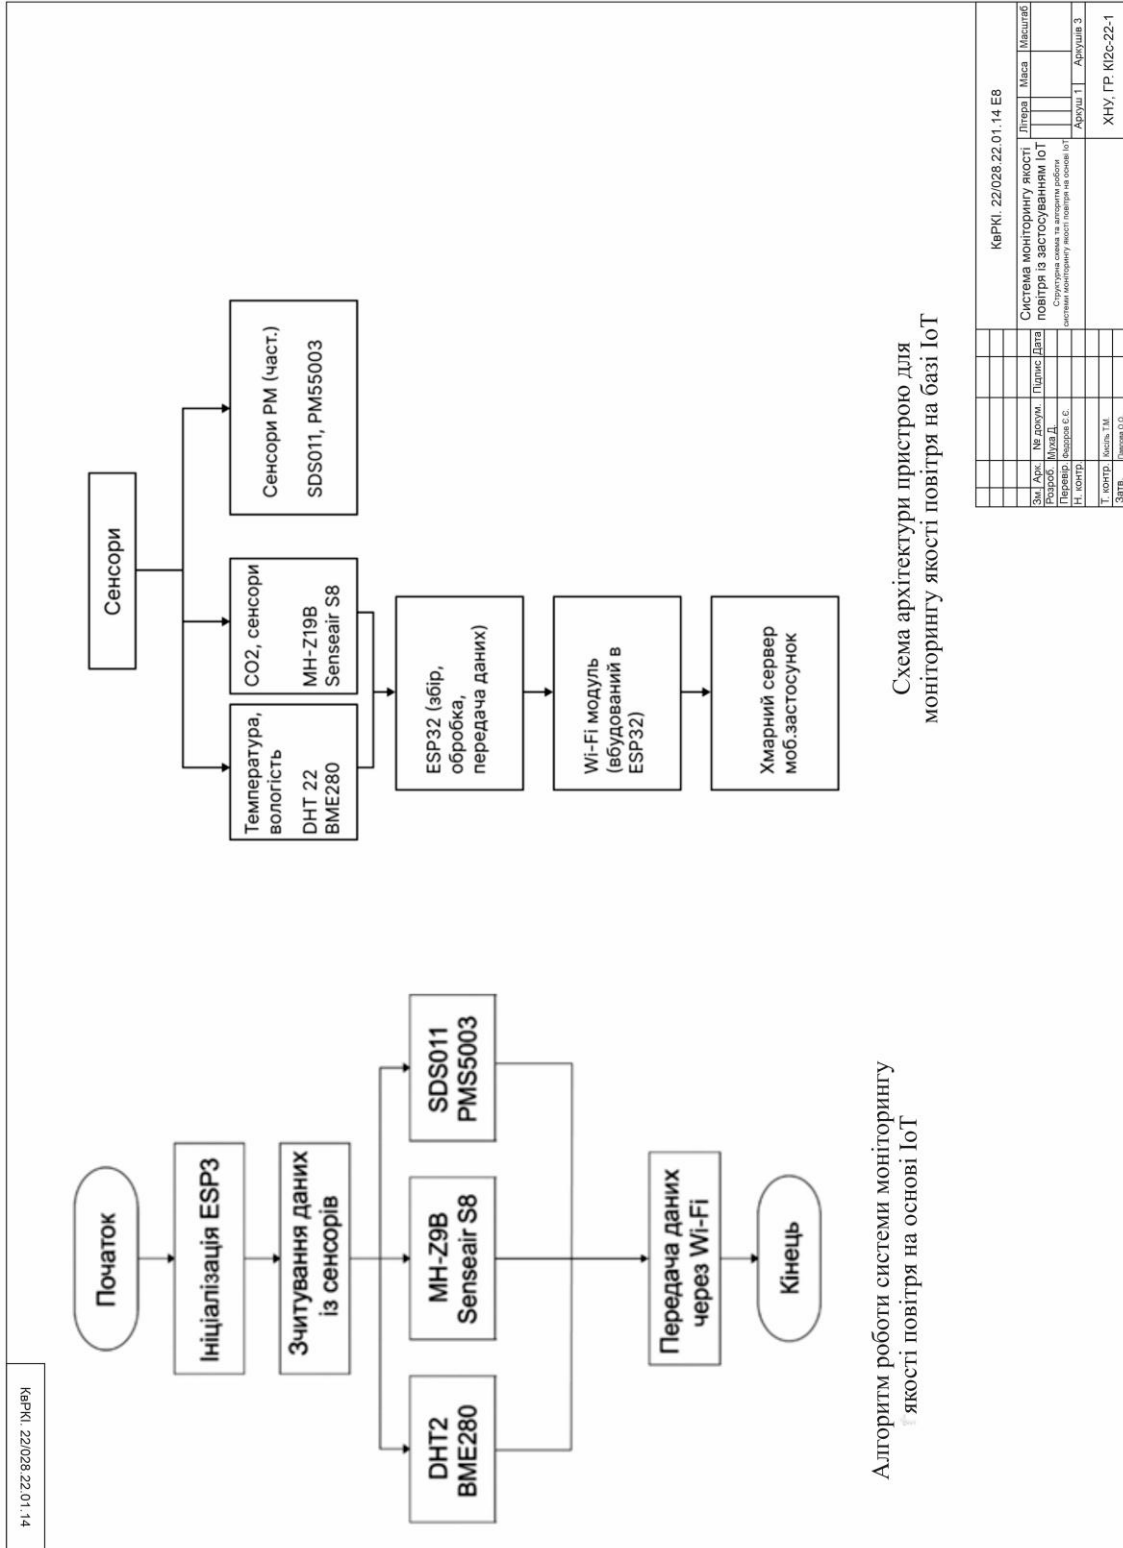 КвРКІ. 22/028.22.01.14
Початок
Ініціалізація ESP3
Зчитування даних
із сенсорів
DHT2
BME280
MH-Z9B
Senseair S8
SDS011
PMS5003
Передача даних
через Wi-Fi
Кінець
Алгоритм роботи системи моніторингу
якості повітря на основі ІоТ
Сенсори
Температура,
вологість
DHT 22
BME280
CO2, сенсори
MH-Z19B
Senseair S8
Сенсори РМ (част.)
SDS011, PM55003
ESP32 (збір,
обробка,
передача даних)
Wi-Fi модуль
(вбудований в
ESP32)
Хмарний сервер
моб.застосунок
Схема архітектури пристрою для
моніторингу якості повітря на базі ІоТ
КвРКІ. 22/028.22.01.14 Е8
Зм. Арк. № докум. Підпис Дата
Розроб. Муха Д.
Перевір. Федоров Є.Є.
Н. контр.
Т. контр. Кисіль Т.М.
Затв.
Система моніторингу якості
повітря із застосуванням ІоТ
Структурна схема та алгоритм роботи
системи моніторингу якості повітря на основі ІоТ
Літера Маса Масштаб
Аркуш 1 Аркушів 3
ХНУ, ГР. КІ2с-22-1